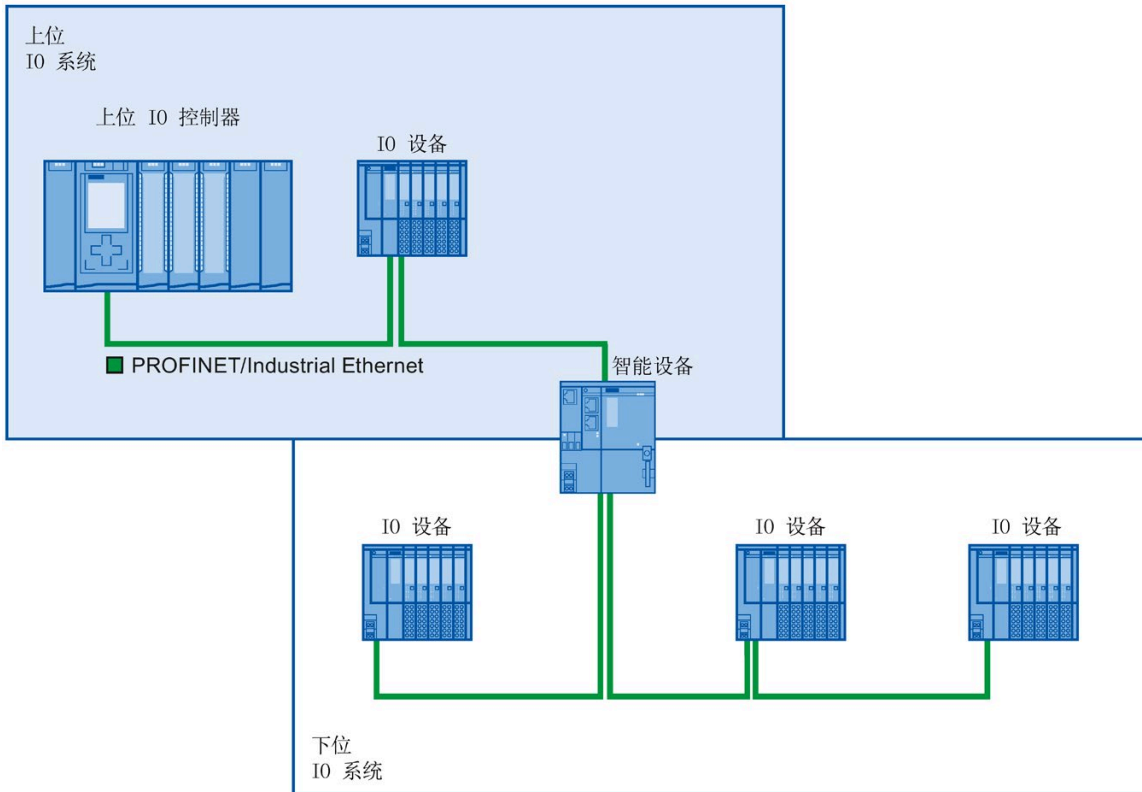 上位
IO 系统
上位 IO 控制器
IO 设备
PROFINET/Industrial Ethernet
智能设备
IO 设备
IO 设备
IO 设备
下位
IO 系统